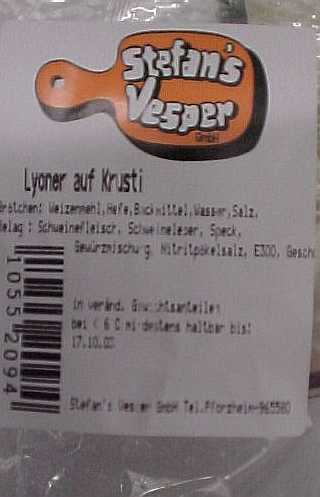 Stefan's
Vesper
GmbH
Lyoner auf Krusti
Brötchen: Weizenmehl,Hefe,Backmittel,Wasser,Salz,
Belag : Schweinefleisch, Schweineleber, Speck,
Gewürzmischung, Nitritpökelsalz, E300, Gesch
in veränd. Gewichtsanteilen
bei < 6 C mindestens haltbar bis:
17.10.
Stefan's Vesper GmbH Tel.Pforzheim-965580
1055 2094